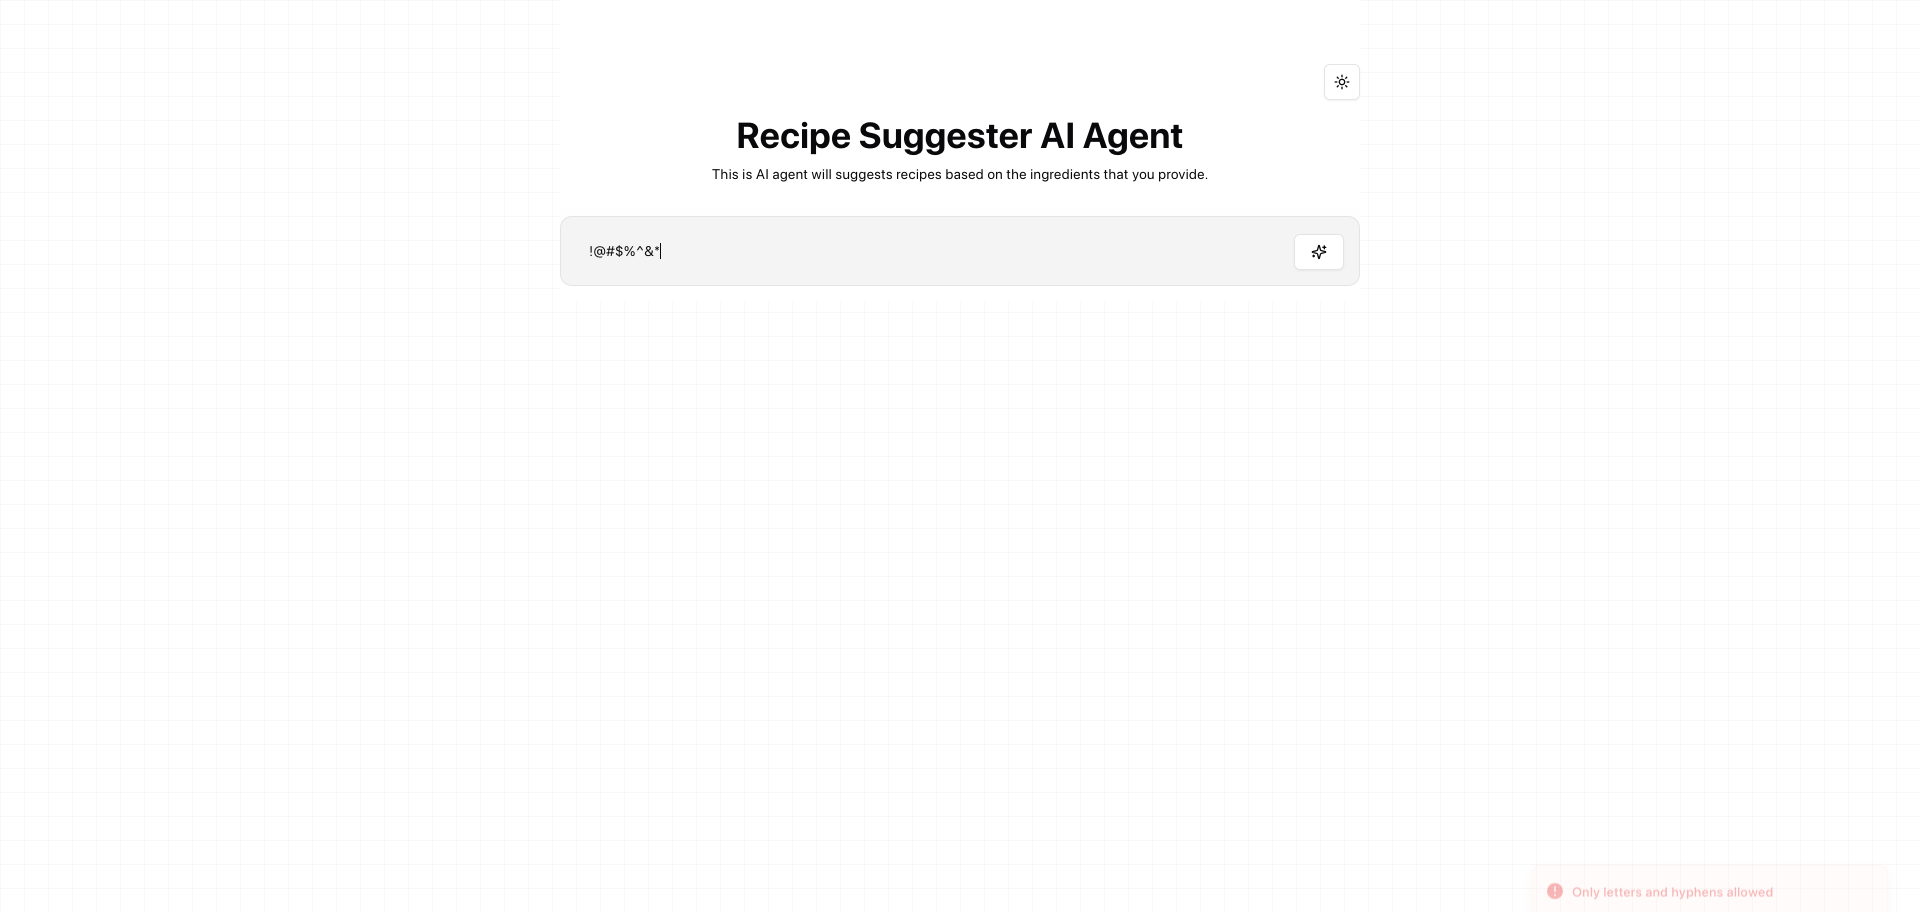 Recipe Suggester AI Agent
This is AI agent will suggests recipes based on the ingredients that you provide.
!@#$%^&*
Only letters and hyphens allowed